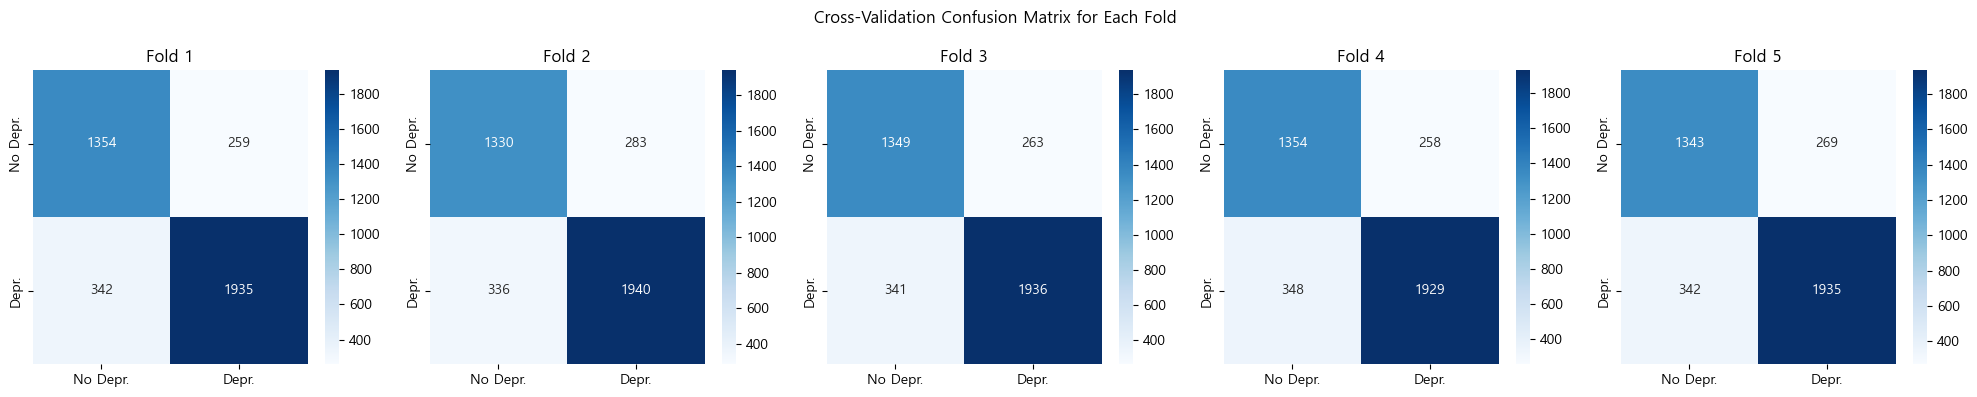 Cross-Validation Confusion Matrix for Each Fold
Fold 1
No Depr.
Depr.
1354
259
342
1935
No Depr.
Depr.
1800
1600
1400
1200
1000
800
600
400
Fold 2
No Depr.
Depr.
1330
283
336
1940
No Depr.
Depr.
1800
1600
1400
1200
1000
800
600
400
Fold 3
No Depr.
Depr.
1349
263
341
1936
No Depr.
Depr.
1800
1600
1400
1200
1000
800
600
400
Fold 4
No Depr.
Depr.
1354
258
348
1929
No Depr.
Depr.
1800
1600
1400
1200
1000
800
600
400
Fold 5
No Depr.
Depr.
1343
269
342
1935
No Depr.
Depr.
1800
1600
1400
1200
1000
800
600
400